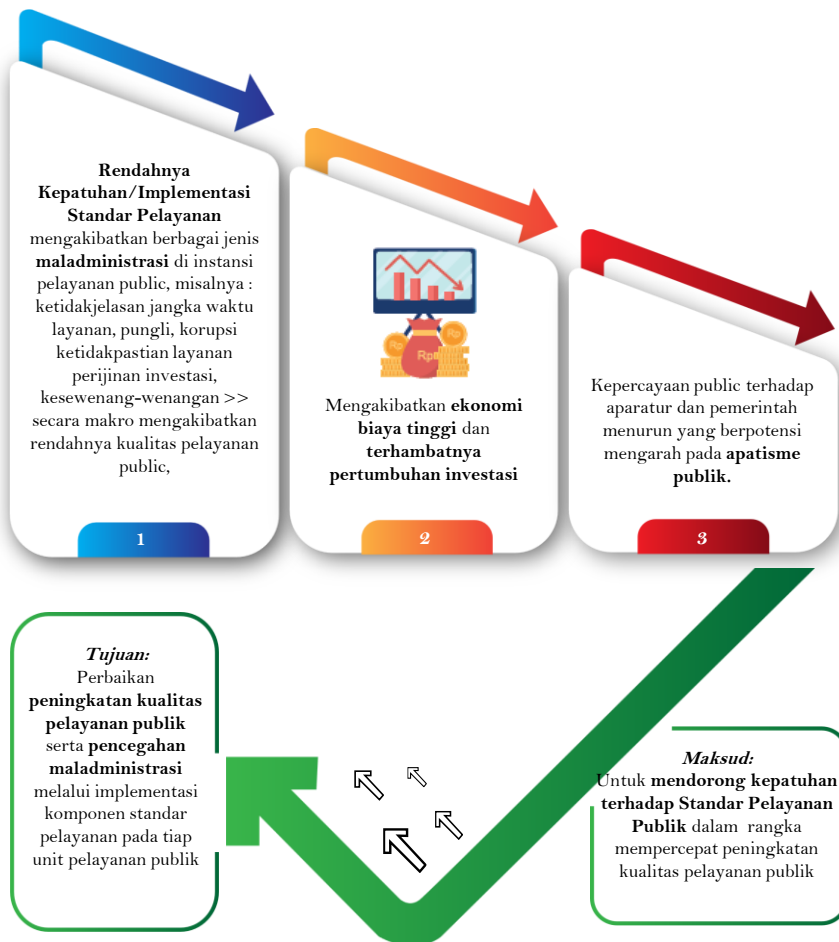 Rendahnya
Kepatuhan/Implementasi
Standar Pelayanan
mengakibatkan berbagai jenis
maladministrasi di instansi
pelayanan public, misalnya :
ketidakjelasan jangka waktu
layanan, pungli, korupsi
ketidakpastian layanan
perijinan investasi,
kesewenang-wenangan >>
secara makro mengakibatkan
rendahnya kualitas pelayanan
public,
1
Rp
Rp
Rp
Mengakibatkan ekonomi
biaya tinggi dan
terhambatnya
pertumbuhan investasi
2
Kepercayaan public terhadap
aparatur dan pemerintah
menurun yang berpotensi
mengarah pada apatisme
publik.
3
Tujuan:
Perbaikan
peningkatan kualitas
pelayanan publik
serta pencegahan
maladministrasi
melalui implementasi
komponen standar
pelayanan pada tiap
unit pelayanan publik
Maksud:
Untuk mendorong kepatuhan
terhadap Standar Pelayanan
Publik dalam rangka
mempercepat peningkatan
kualitas pelayanan publik